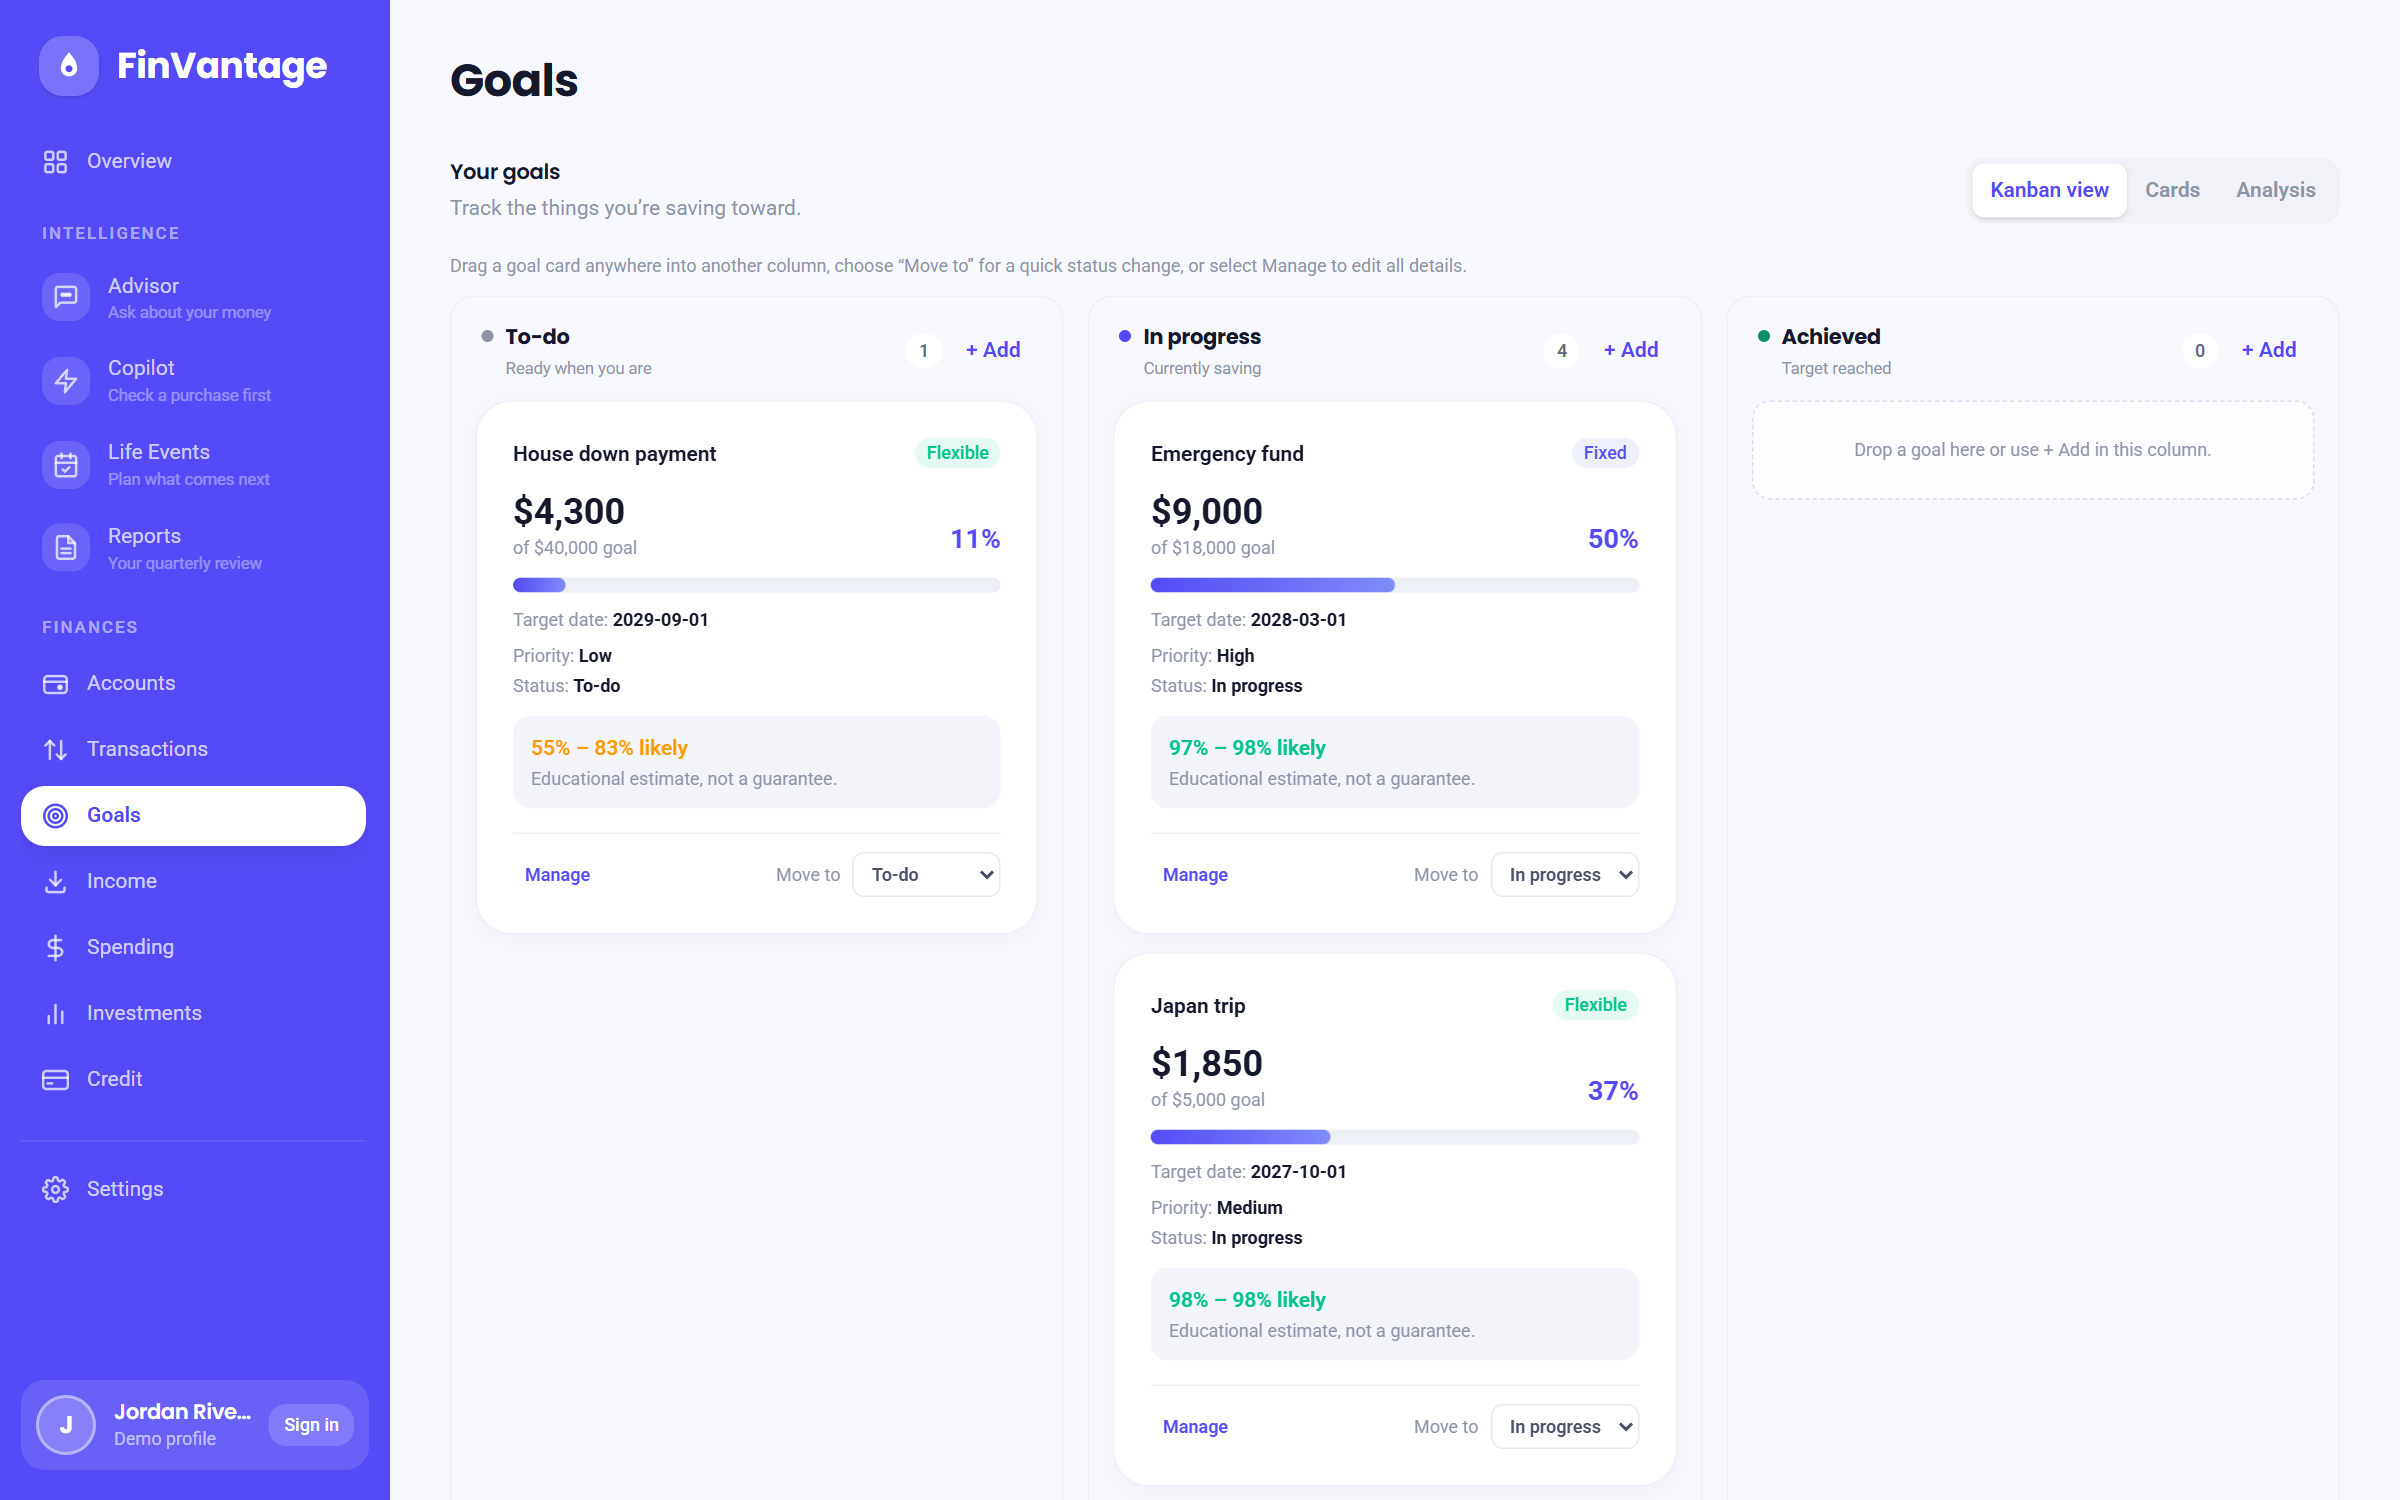 FinVantage
Overview
INTELLIGENCE
Advisor
Ask about your money
Copilot
Check a purchase first
Life Events
Plan what comes next
Reports
Your quarterly review
FINANCES
Accounts
Transactions
Goals
Income
Spending
Investments
Credit
Settings
J
Jordan Rive...
Demo profile
Sign in
Goals
Your goals
Track the things you’re saving toward.
Kanban view
Cards
Analysis
Drag a goal card anywhere into another column, choose “Move to” for a quick status change, or select Manage to edit all details.
To-do
Ready when you are
1
+ Add
House down payment
Flexible
$4,300
of $40,000 goal
11%
Target date: 2029-09-01
Priority: Low
Status: To-do
55% – 83% likely
Educational estimate, not a guarantee.
Manage
Move to
To-do
In progress
Currently saving
4
+ Add
Emergency fund
Fixed
$9,000
of $18,000 goal
50%
Target date: 2028-03-01
Priority: High
Status: In progress
97% – 98% likely
Educational estimate, not a guarantee.
Manage
Move to
In progress
Japan trip
Flexible
$1,850
of $5,000 goal
37%
Target date: 2027-10-01
Priority: Medium
Status: In progress
98% – 98% likely
Educational estimate, not a guarantee.
Manage
Move to
In progress
Achieved
Target reached
0
+ Add
Drop a goal here or use + Add in this column.